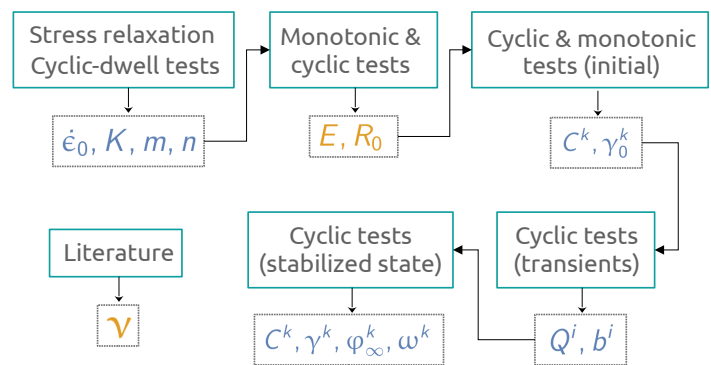 Stress relaxation
Cyclic-dwell tests
ϵ̇₀, K, m, n
Monotonic &
cyclic tests
E, R₀
Cyclic & monotonic
tests (initial)
Cᵏ, γ₀ᵏ
Cyclic tests
(transients)
Qⁱ, bⁱ
Cyclic tests
(stabilized state)
Cᵏ, γᵏ, φ∞ᵏ, ωᵏ
Literature
ν